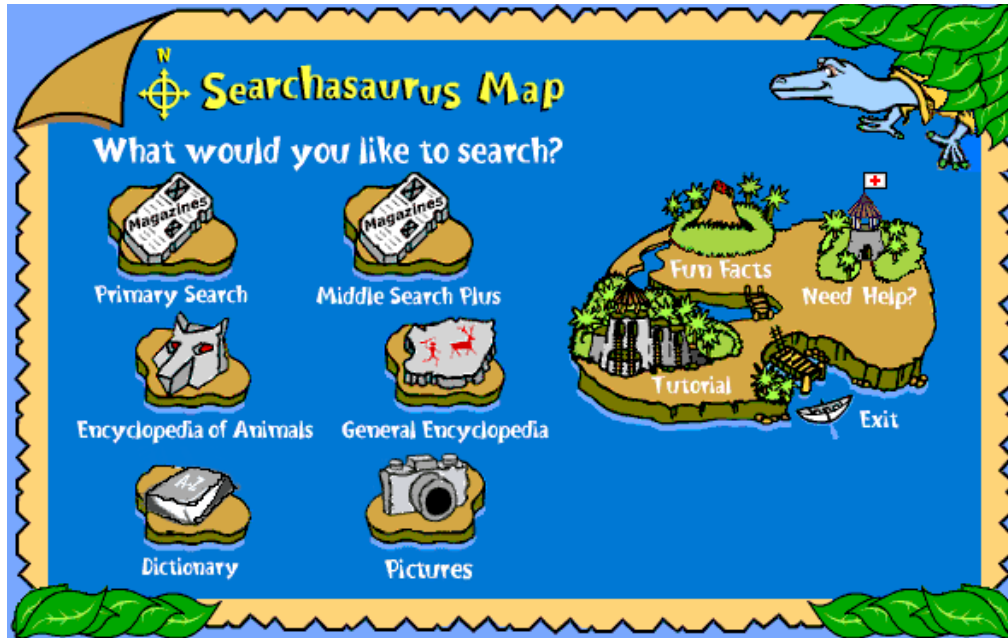 N
Searchasaurus Map
What would you like to search?
Magazines
Primary Search
Magazines
Middle Search Plus
Encyclopedia of Animals
General Encyclopedia
A-Z
Dictionary
Pictures
Fun Facts
Need Help?
Tutorial
Exit